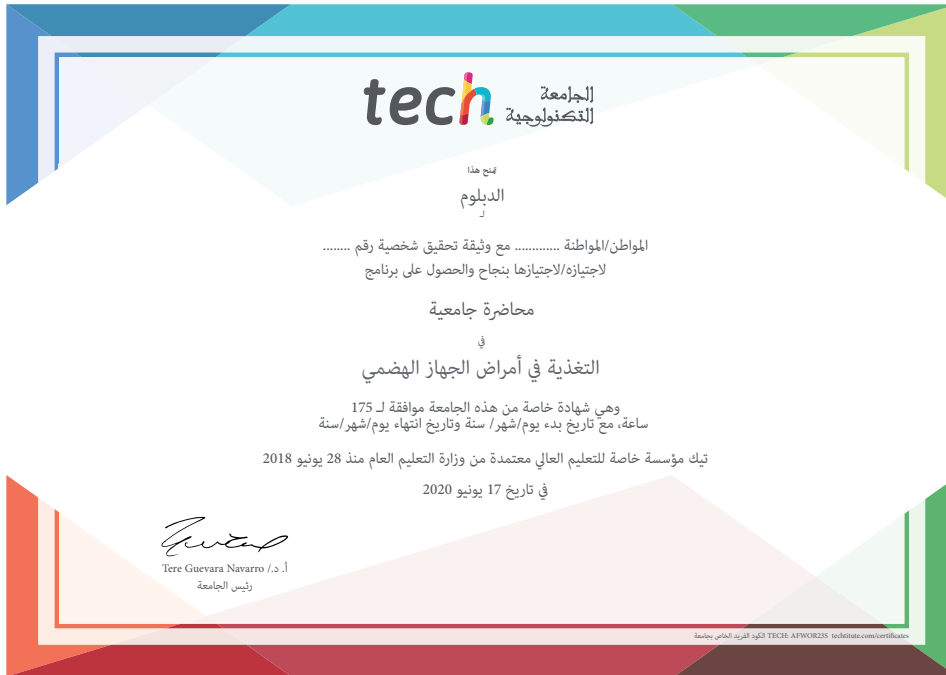 tech الجامعة
التكنولوجية
تمنح هذا
الدبلوم
لـ
المواطن/المواطنة ............ مع وثيقة تحقيق شخصية رقم ........
لاجتيازه/لاجتيازها بنجاح والحصول على برنامج
محاضرة جامعية
في
التغذية في أمراض الجهاز الهضمي
وهي شهادة خاصة من هذه الجامعة موافقة لـ 175
ساعة، مع تاريخ بدء يوم/شهر/ سنة وتاريخ انتهاء يوم/شهر/سنة
تيك مؤسسة خاصة للتعليم العالي معتمدة من وزارة التعليم العام منذ 28 يونيو 2018
في تاريخ 17 يونيو 2020
أ. د./ Tere Guevara Navarro
رئيس الجامعة
الكود الفريد الخاص بجامعة TECH: AFWOR23S techtitute.com/certificates